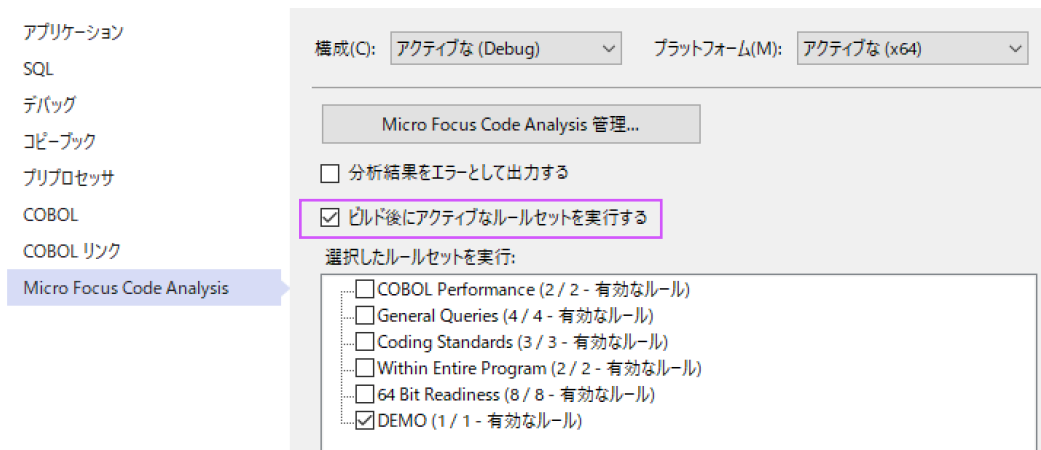 アプリケーション
SQL
デバッグ
コピーブック
プリプロセッサ
COBOL
COBOL リンク
Micro Focus Code Analysis
構成(C): アクティブな (Debug) プラットフォーム(M): アクティブな (x64)
Micro Focus Code Analysis 管理...
分析結果をエラーとして出力する
ビルド後にアクティブなルールセットを実行する
選択したルールセットを実行:
COBOL Performance (2 / 2 - 有効なルール)
General Queries (4 / 4 - 有効なルール)
Coding Standards (3 / 3 - 有効なルール)
Within Entire Program (2 / 2 - 有効なルール)
64 Bit Readiness (8 / 8 - 有効なルール)
DEMO (1 / 1 - 有効なルール)